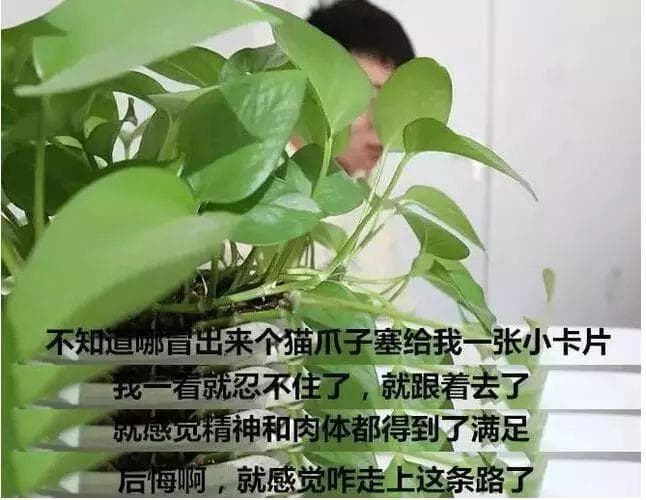 不知道哪冒出来个猫爪子塞给我一张小卡片
我一看就忍不住了，就跟着去了
就感觉精神和肉体都得到了满足
后悔啊，就感觉咋走上这条路了